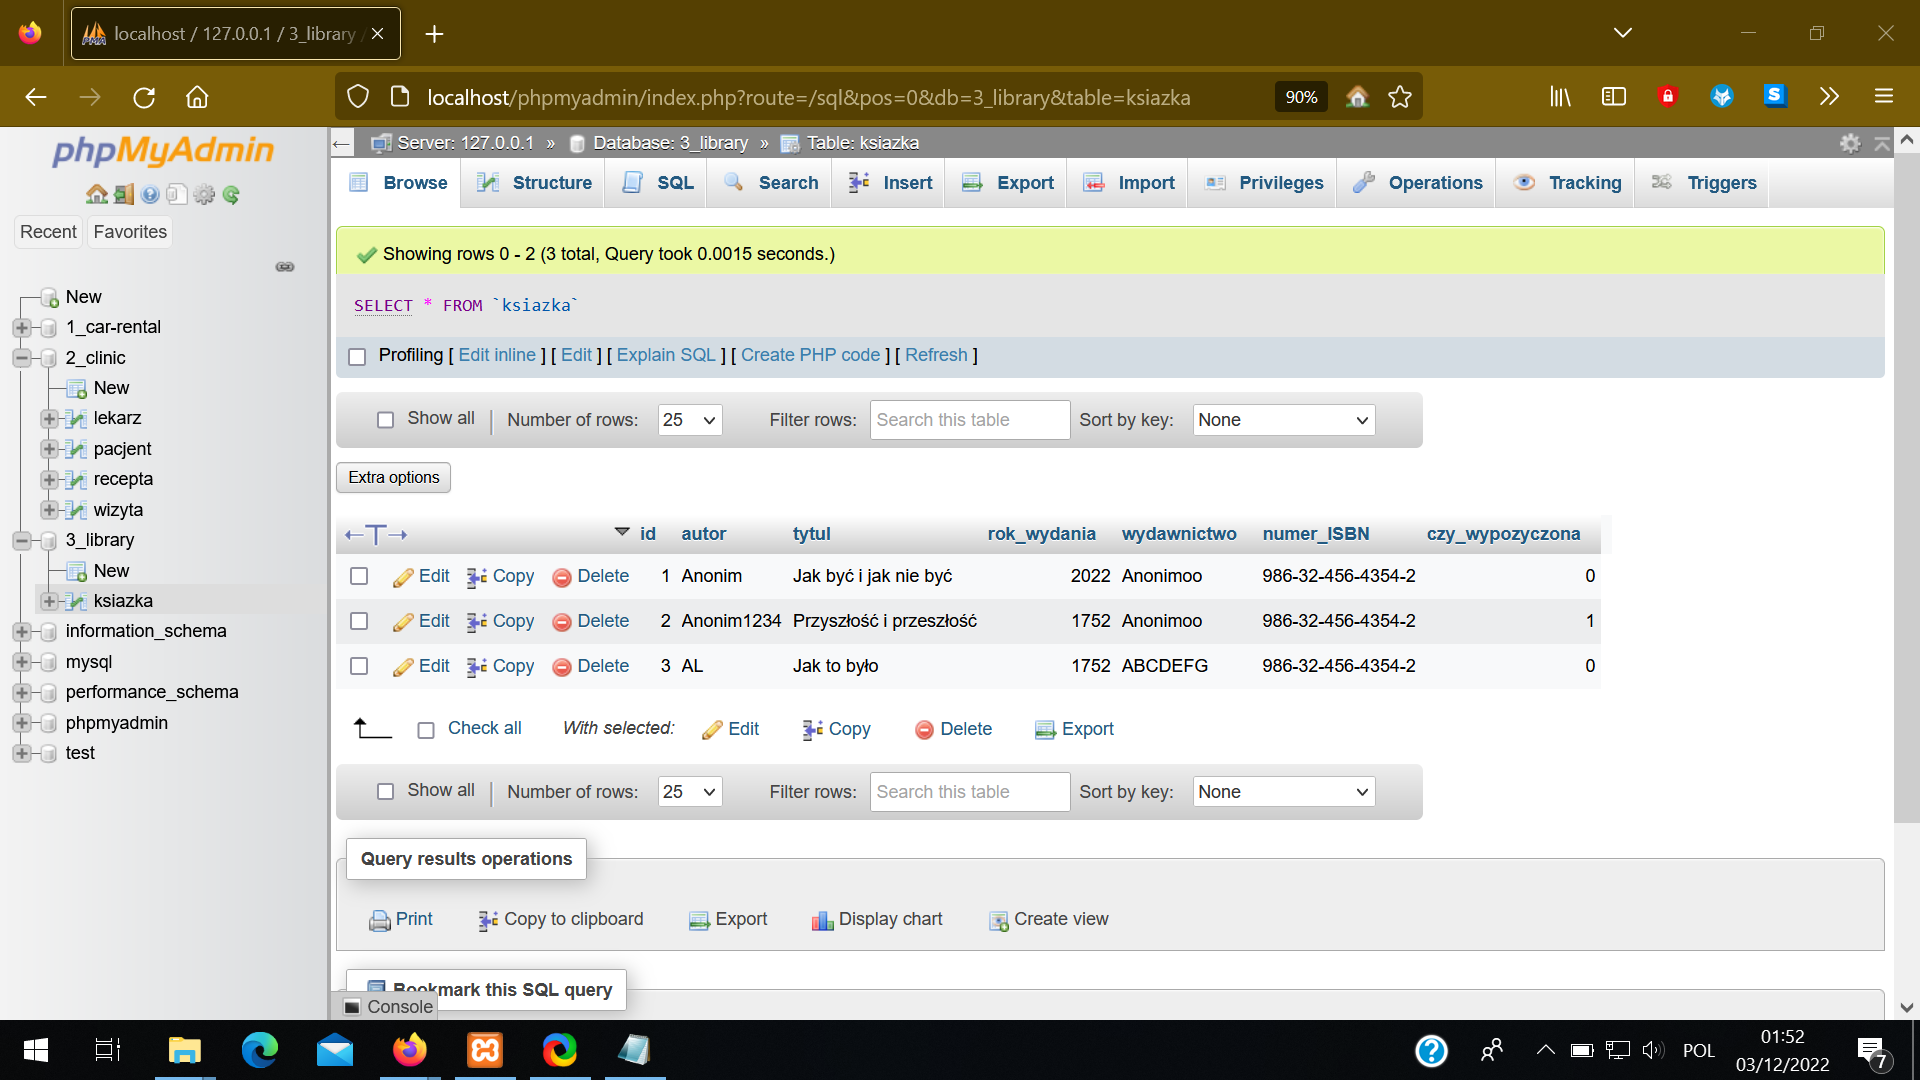 localhost / 127.0.0.1 / 3_library /
localhost/phpmyadmin/index.php?route=/sql&pos=0&db=3_library&table=ksiazka
90%
phpMyAdmin
Recent
Favorites
New
1_car-rental
2_clinic
New
lekarz
pacjent
recepta
wizyta
3_library
New
ksiazka
information_schema
mysql
performance_schema
phpmyadmin
test
Server: 127.0.0.1 » Database: 3_library » Table: ksiazka
Browse Structure SQL Search Insert Export Import Privileges Operations Tracking Triggers
Showing rows 0 - 2 (3 total, Query took 0.0015 seconds.)
SELECT * FROM `ksiazka`
Profiling [ Edit inline ] [ Edit ] [ Explain SQL ] [ Create PHP code ] [ Refresh ]
Show all | Number of rows: 25 Filter rows: Search this table Sort by key: None
Extra options
id autor tytul rok_wydania wydawnictwo numer_ISBN czy_wypozyczona
Edit Copy Delete 1 Anonim Jak być i jak nie być 2022 Anonimoo 986-32-456-4354-2 0
Edit Copy Delete 2 Anonim1234 Przyszłość i przeszłość 1752 Anonimoo 986-32-456-4354-2 1
Edit Copy Delete 3 AL Jak to było 1752 ABCDEFG 986-32-456-4354-2 0
Check all With selected: Edit Copy Delete Export
Show all | Number of rows: 25 Filter rows: Search this table Sort by key: None
Query results operations
Print Copy to clipboard Export Display chart Create view
Bookmark this SQL query
Console
POL
01:52
03/12/2022
7